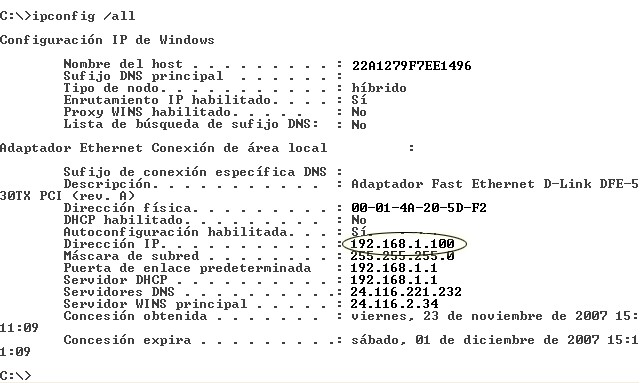 C:\>ipconfig /all
Configuración IP de Windows
Nombre del host . . . . . . . . . : 22A1279F7EE1496
Sufijo DNS principal . . . . . . :
Tipo de nodo. . . . . . . . . . . : híbrido
Enrutamiento IP habilitado. . . . : Sí
Proxy WINS habilitado. . . . . : No
Lista de búsqueda de sufijo DNS: : No
Adaptador Ethernet Conexión de área local :
Sufijo de conexión específica DNS :
Descripción. . . . . . . . . . . : Adaptador Fast Ethernet D-Link DFE-5
30TX PCI (rev. A)
Dirección física. . . . . . . . . : 00-01-4A-20-5D-F2
DHCP habilitado. . . . . . . . . : No
Autoconfiguración habilitada. . . : Sí.
Dirección IP. . . . . . . . . . . : 192.168.1.100
Máscara de subred . . . . . . . . : 255.255.255.0
Puerta de enlace predeterminada : 192.168.1.1
Servidor DHCP . . . . . . . . . . : 192.168.1.1
Servidores DNS . . . . . . . . . .: 24.116.221.232
Servidor WINS principal . . . . . : 24.116.2.34
Concesión obtenida . . . . . . . : viernes, 23 de noviembre de 2007 15:
11:09
Concesión expira . . . . . . . . .: sábado, 01 de diciembre de 2007 15:1
1:09
C:\>